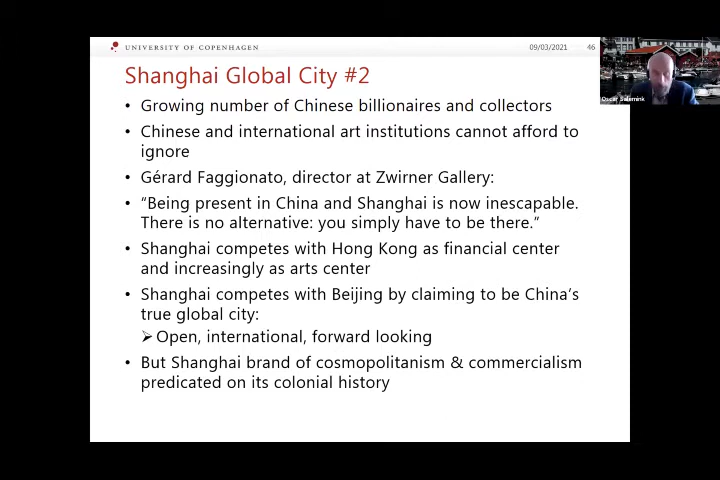 UNIVERSITY OF COPENHAGEN
09/03/2021 46
Shanghai Global City #2
• Growing number of Chinese billionaires and collectors
• Chinese and international art institutions cannot afford to
ignore
• Gérard Faggionato, director at Zwirner Gallery:
• “Being present in China and Shanghai is now inescapable.
There is no alternative: you simply have to be there.”
• Shanghai competes with Hong Kong as financial center
and increasingly as arts center
• Shanghai competes with Beijing by claiming to be China’s
true global city:
➢ Open, international, forward looking
• But Shanghai brand of cosmopolitanism & commercialism
predicated on its colonial history
Oscar Salemink